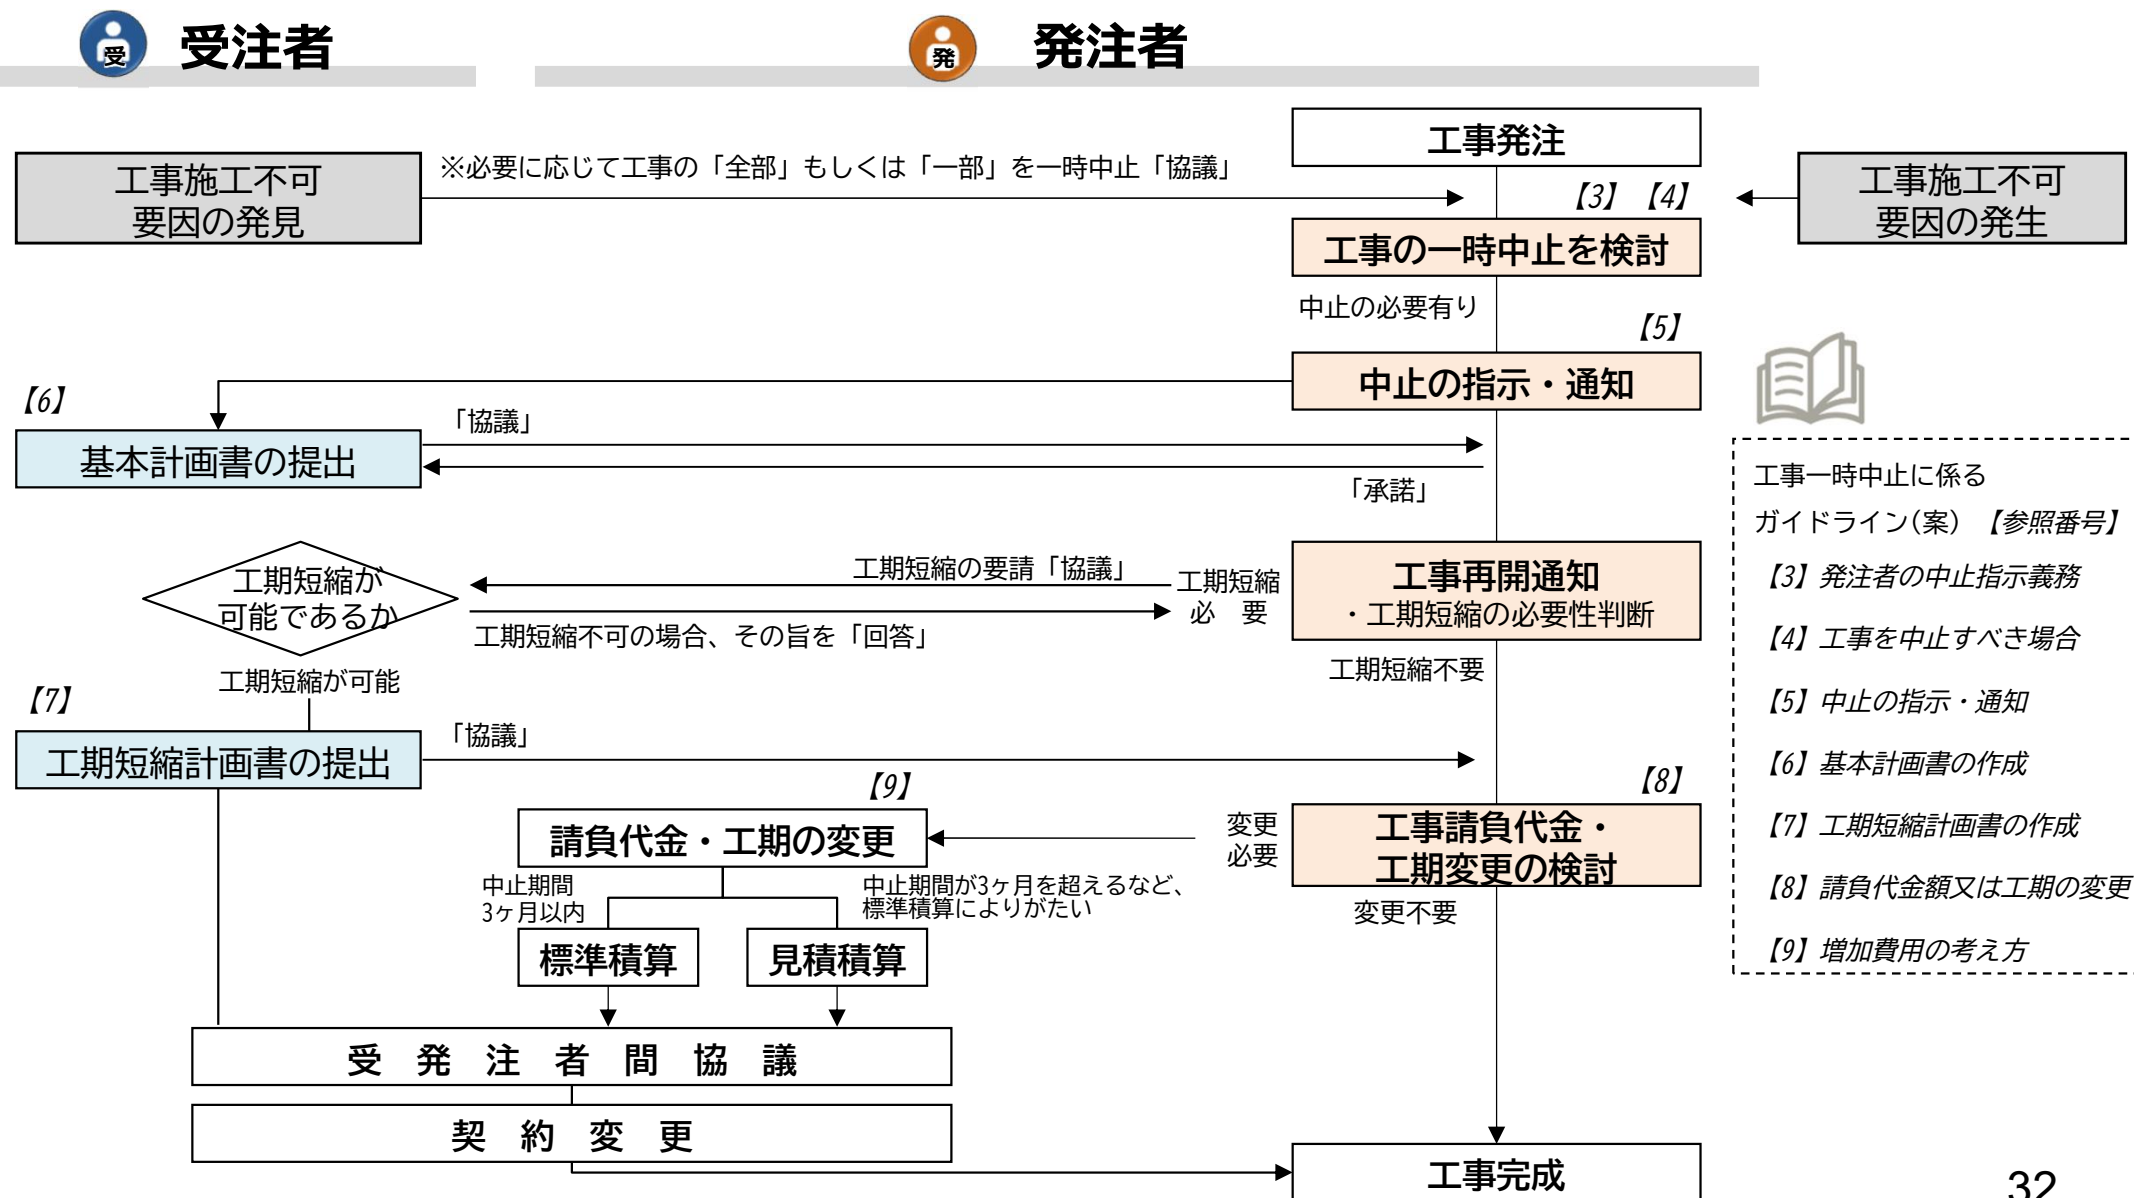 受 受注者
発 発注者
工事発注
工事施工不可
要因の発見
※必要に応じて工事の「全部」もしくは「一部」を一時中止「協議」
【3】【4】
工事施工不可
要因の発生
工事の一時中止を検討
中止の必要有り
【5】
中止の指示・通知
【6】
「協議」
基本計画書の提出
「承諾」
工期短縮が
可能であるか
工期短縮の要請「協議」
工期短縮
必 要
工期短縮不可の場合、その旨を「回答」
工事再開通知
・工期短縮の必要性判断
工期短縮が可能
工期短縮不要
【7】
工期短縮計画書の提出
「協議」
【9】
【8】
請負代金・工期の変更
変更
必要
工事請負代金・
工期変更の検討
中止期間
3ヶ月以内
中止期間が3ヶ月を超えるなど、
標準積算によりがたい
変更不要
標準積算
見積積算
受 発 注 者 間 協 議
契 約 変 更
工事完成
工事一時中止に係る
ガイドライン(案)【参照番号】
【3】発注者の中止指示義務
【4】工事を中止すべき場合
【5】中止の指示・通知
【6】基本計画書の作成
【7】工期短縮計画書の作成
【8】請負代金額又は工期の変更
【9】増加費用の考え方
32